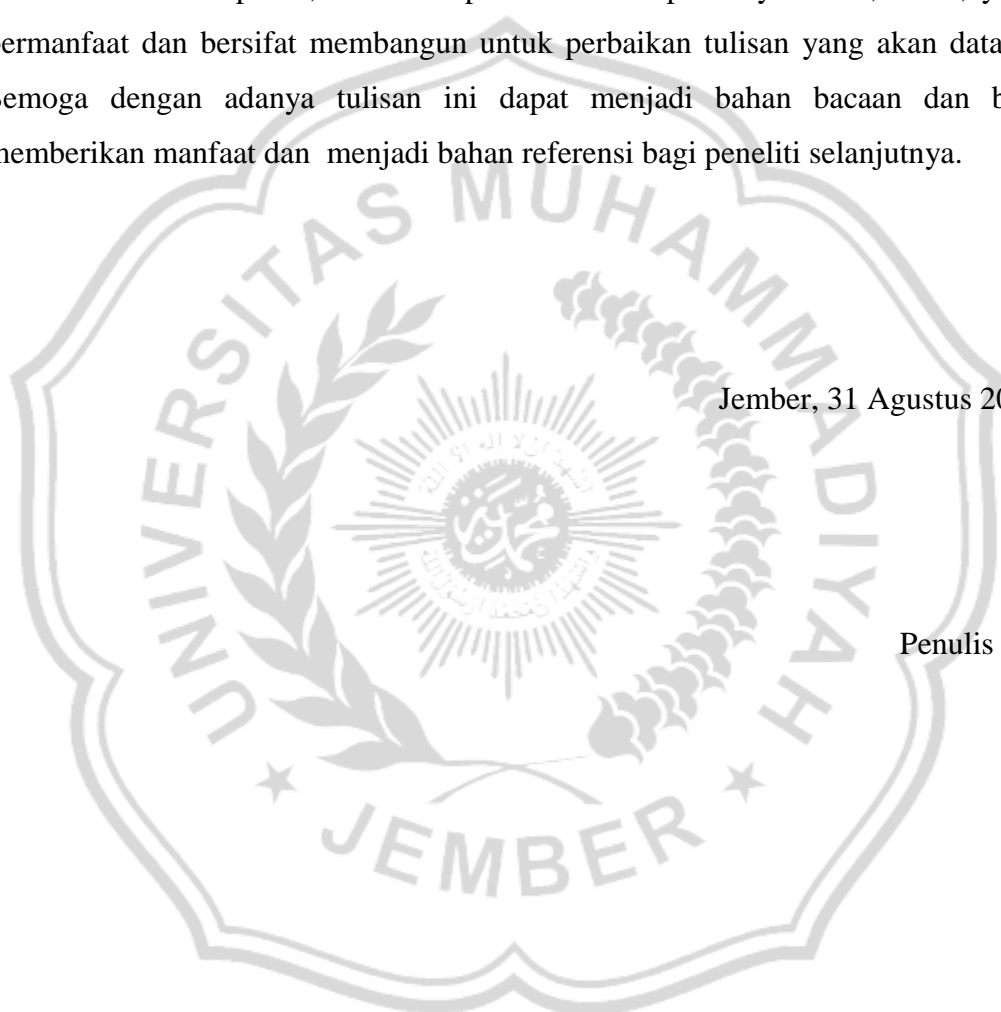 bermanfaat dan bersifat membangun untuk perbaikan tulisan yang akan data
Semoga dengan adanya tulisan ini dapat menjadi bahan bacaan dan b
memberikan manfaat dan menjadi bahan referensi bagi peneliti selanjutnya.
UNIVERSITAS MUHAMMADIYAH
Jember, 31 Agustus 20
Penulis
JEMBER